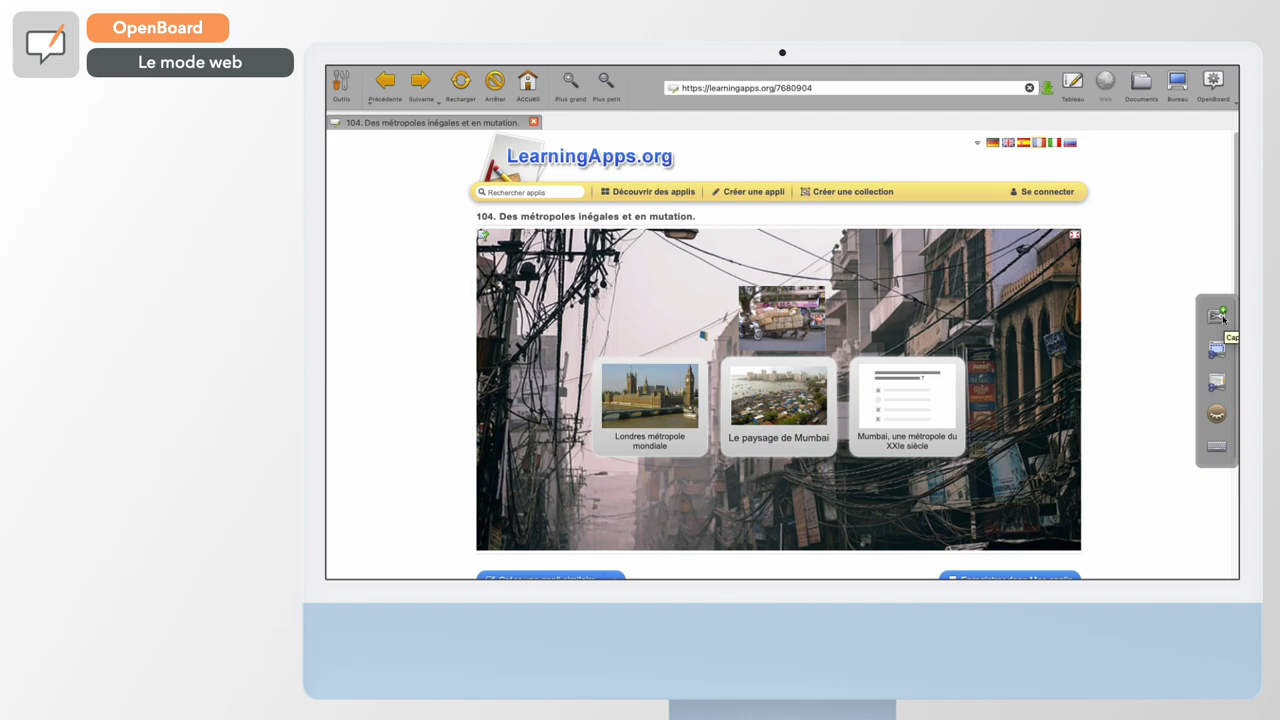 OpenBoard
Le mode web
Outils
Précédente
Suivante
Recharger
Arrêter
Accueil
Plus grand
Plus petit
https://learningapps.org/7680904
Tableau
Web
Documents
Bureau
OpenBoard
104. Des métropoles inégales et en mutation.
LearningApps.org
Rechercher applis
Découvrir des applis
Créer une appli
Créer une collection
Se connecter
104. Des métropoles inégales et en mutation.
Cap
Londres métropole
mondiale
Le paysage de Mumbai
Mumbai, une métropole du
XXIe siècle